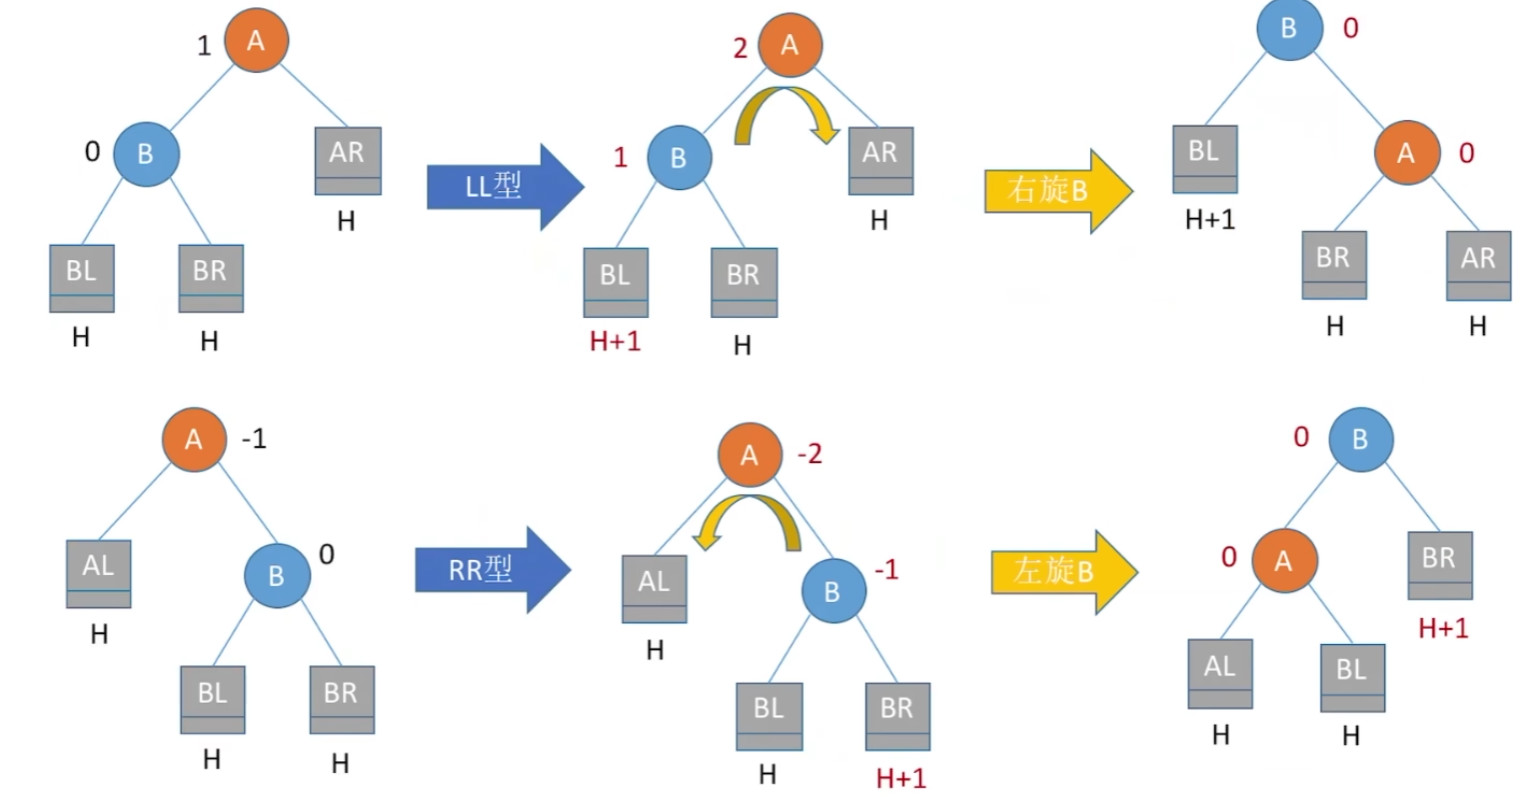 1 A
0 B AR
H
BL BR
H H
LL型
2 A
1 B AR
H
BL BR
H+1 H
右旋B
B 0
BL A 0
H+1
BR AR
H H
A -1
AL B 0
H
BL BR
H H
RR型
A -2
AL B -1
H
BL BR
H H+1
左旋B
0 B
0 A BR
H+1
AL BL
H H